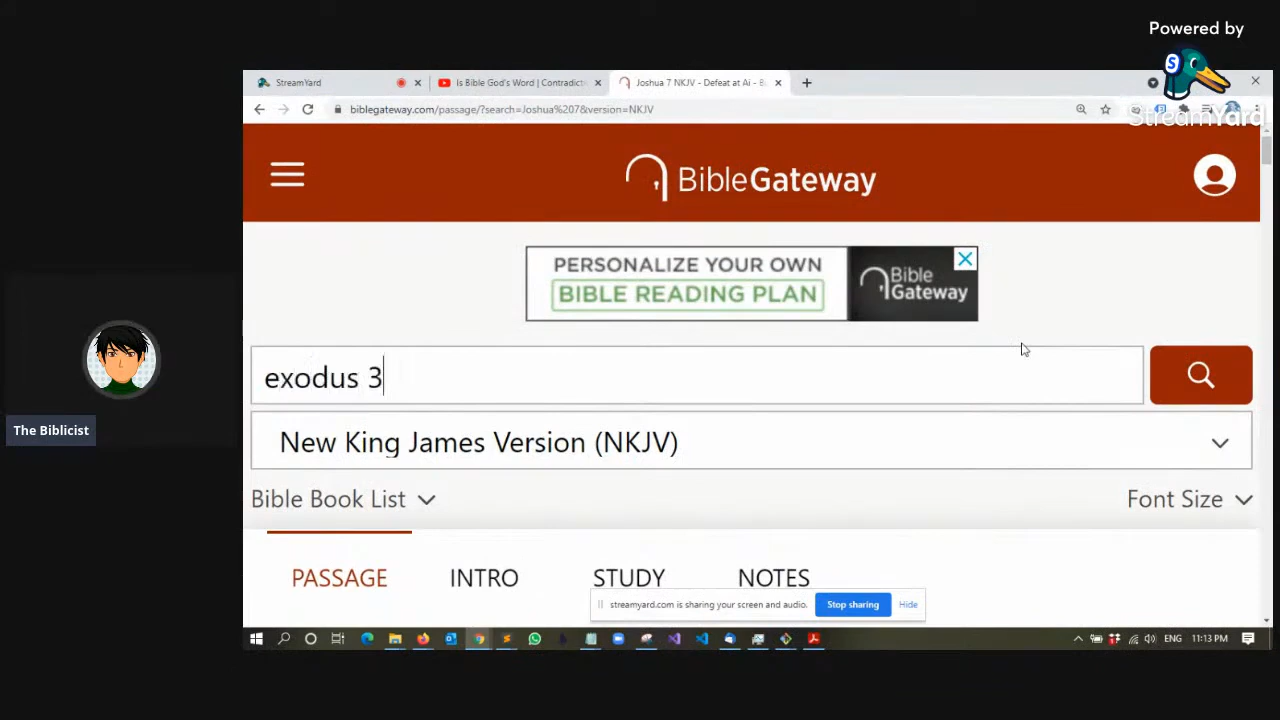 Powered by
StreamYard
StreamYard
Is Bible God's Word | Contradicti
Joshua 7 NKJV - Defeat at Ai - B
biblegateway.com/passage/?search=Joshua%207&version=NKJV
BibleGateway
PERSONALIZE YOUR OWN
BIBLE READING PLAN
Bible
Gateway
exodus 3
New King James Version (NKJV)
The Biblicist
Bible Book List
Font Size
PASSAGE
INTRO
STUDY
NOTES
streamyard.com is sharing your screen and audio.
Stop sharing
Hide
ENG
11:13 PM